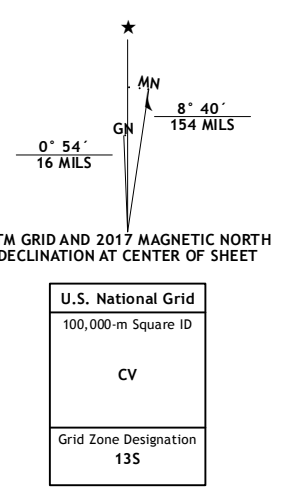 MN
GN
8° 40´
154 MILS
0° 54´
16 MILS
TM GRID AND 2017 MAGNETIC NORTH
DECLINATION AT CENTER OF SHEET
U.S. National Grid
100,000-m Square ID
CV
Grid Zone Designation
13S